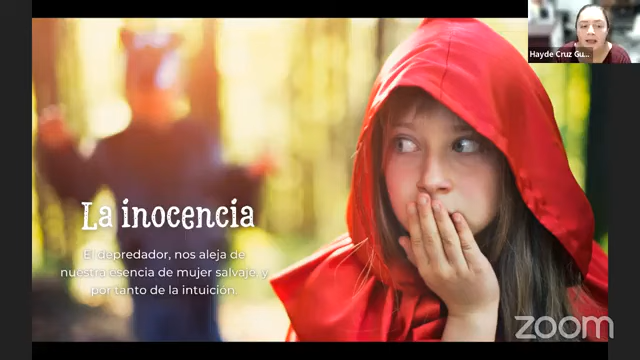 Hayde Cruz Gu...
La inocencia
El depredador, nos aleja de
nuestra esencia de mujer salvaje y
por tanto de la intuición.
zoom